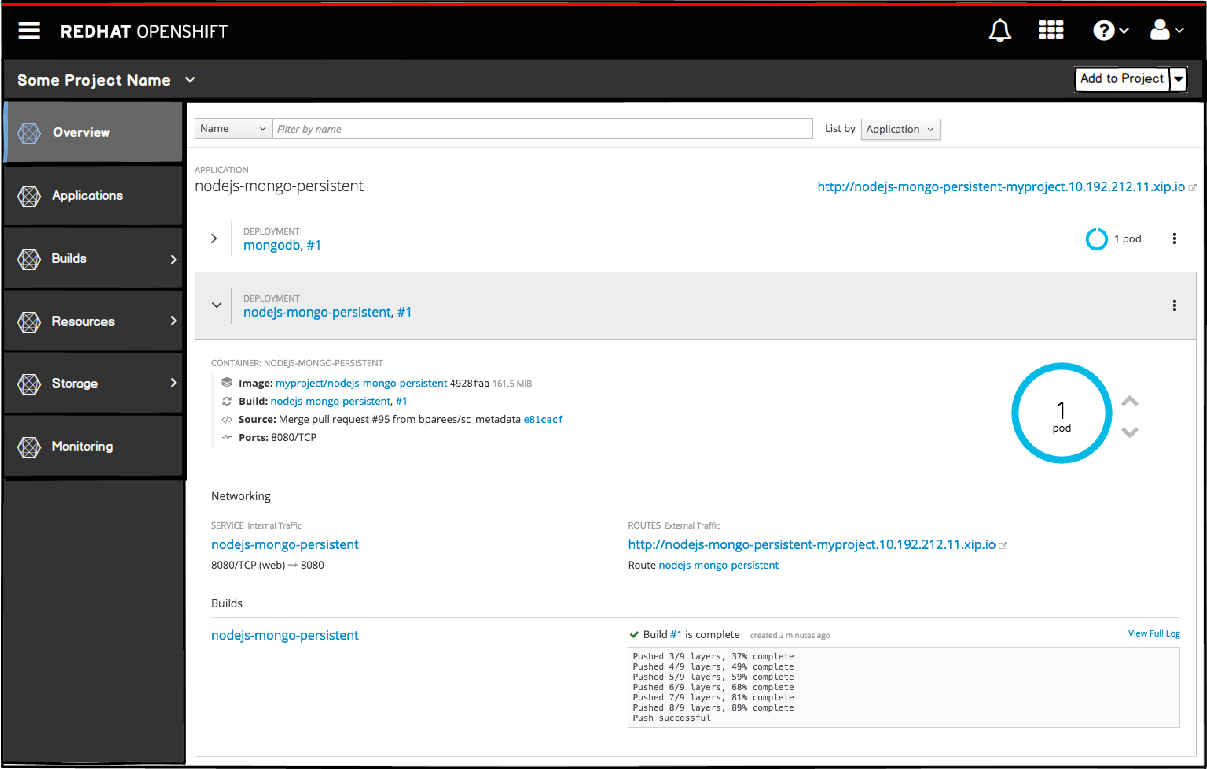 REDHAT OPENSHIFT
Some Project Name
Add to Project
Overview
Applications
Builds
Resources
Storage
Monitoring
Name
Filter by name
List by
Application
APPLICATION
nodejs-mongo-persistent
http://nodejs-mongo-persistent-myproject.10.192.212.11.xip.io
DEPLOYMENT
mongodb, #1
1 pod
DEPLOYMENT
nodejs-mongo-persistent, #1
CONTAINER: NODEJS-MONGO-PERSISTENT
Image: myproject/nodejs-mongo-persistent 4928faa 161.5 MiB
Build: nodejs-mongo-persistent, #1
Source: Merge pull request #95 from bparees/sc_metadata e81cacf
Ports: 8080/TCP
1
pod
Networking
SERVICE Internal Traffic
nodejs-mongo-persistent
8080/TCP (web) → 8080
ROUTES External Traffic
http://nodejs-mongo-persistent-myproject.10.192.212.11.xip.io
Route nodejs-mongo-persistent
Builds
nodejs-mongo-persistent
Build #1 is complete created 2 minutes ago
View Full Log
Pushed 3/9 layers, 37% complete
Pushed 4/9 layers, 49% complete
Pushed 5/9 layers, 59% complete
Pushed 6/9 layers, 68% complete
Pushed 7/9 layers, 81% complete
Pushed 8/9 layers, 89% complete
Push successful